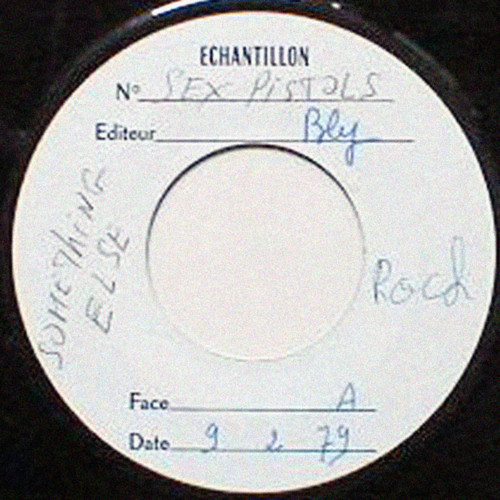 ECHANTILLON
N° SEX PISTOLS
Editeur Bly
SOMETHING
ELSE
Rock
Face A
Date 9 2 79